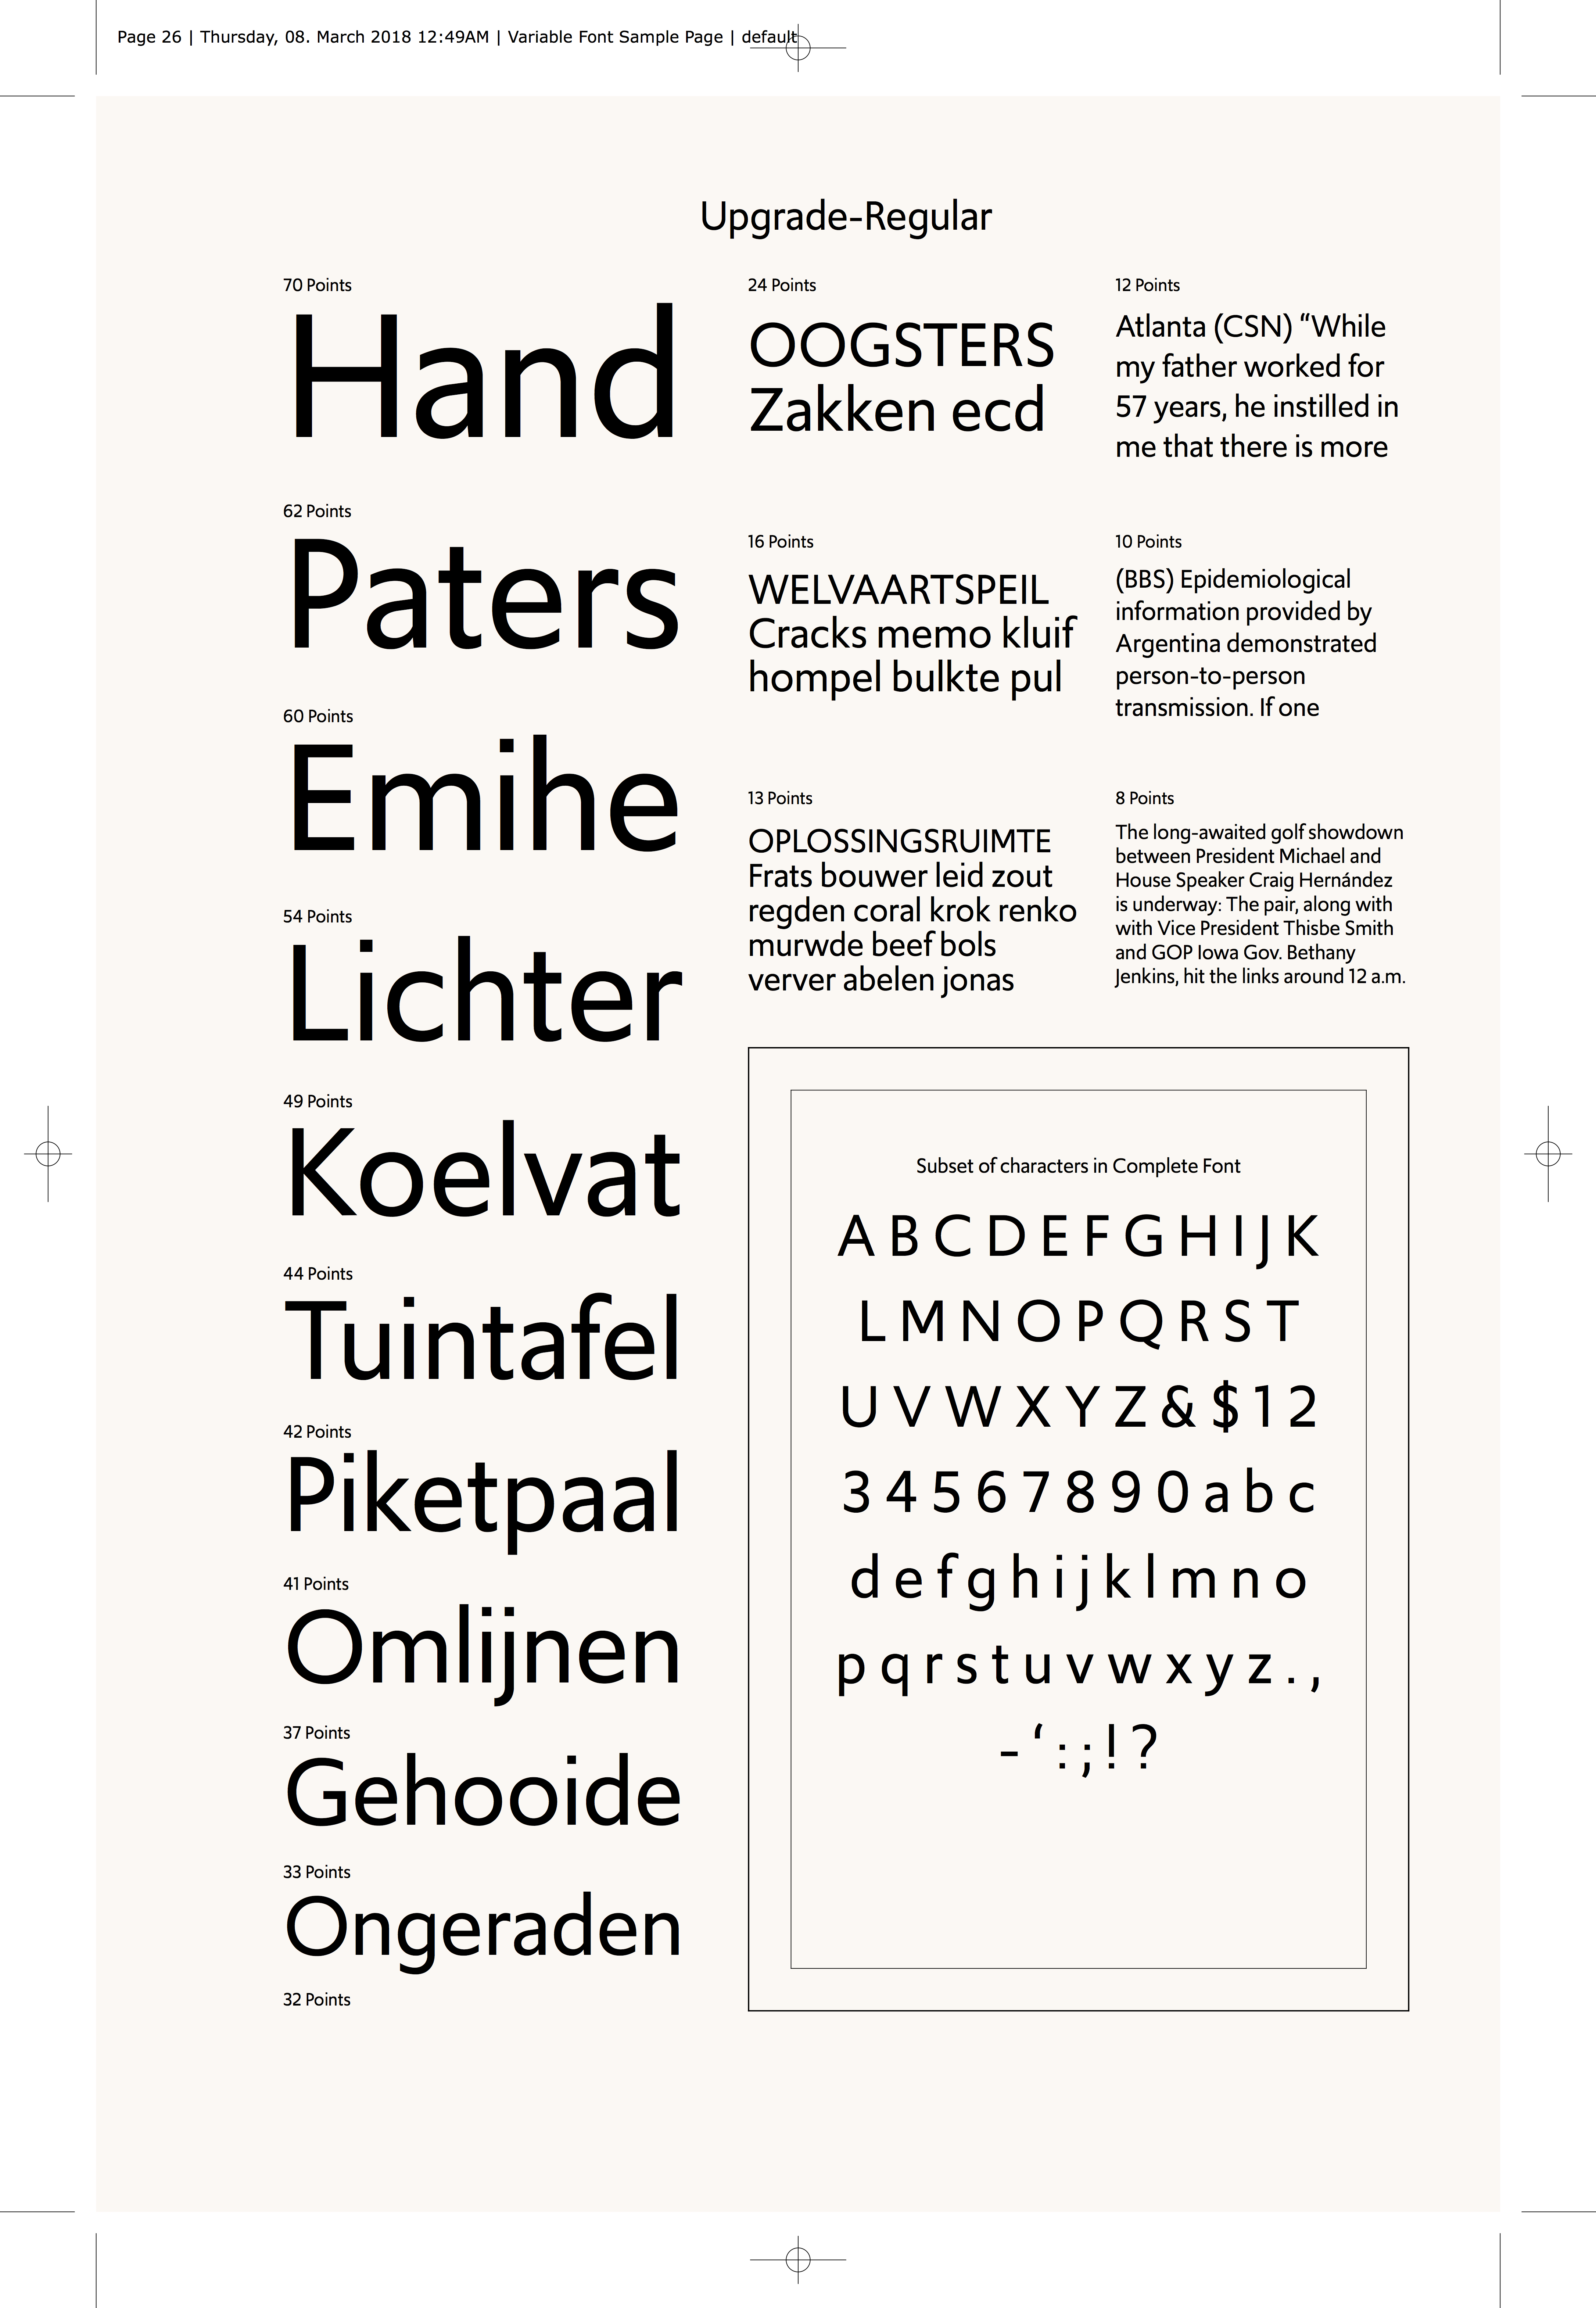 Page 26 | Thursday, 08. March 2018 12:49AM | Variable Font Sample Page | default
Upgrade-Regular
70 Points
Hand
62 Points
Paters
60 Points
Emihe
54 Points
Lichter
49 Points
Koelvat
44 Points
Tuintafel
42 Points
Piketpaal
41 Points
Omlijnen
37 Points
Gehooide
33 Points
Ongeraden
32 Points
24 Points
OOGSTERS
Zakken ecd
16 Points
WELVAARTSPEIL
Cracks memo kluif
hompel bulkte pul
13 Points
OPLOSSINGSRUIMTE
Frats bouwer leid zout
regden coral krok renko
murwde beef bols
verver abelen jonas
12 Points
Atlanta (CSN) “While
my father worked for
57 years, he instilled in
me that there is more
10 Points
(BBS) Epidemiological
information provided by
Argentina demonstrated
person-to-person
transmission. If one
8 Points
The long-awaited golf showdown
between President Michael and
House Speaker Craig Hernández
is underway: The pair, along with
with Vice President Thisbe Smith
and GOP Iowa Gov. Bethany
Jenkins, hit the links around 12 a.m.
Subset of characters in Complete Font
A B C D E F G H I J K
L M N O P Q R S T
U V W X Y Z & $ 1 2
3 4 5 6 7 8 9 0 a b c
d e f g h i j k l m n o
p q r s t u v w x y z . ,
- ‘ : ; ! ?